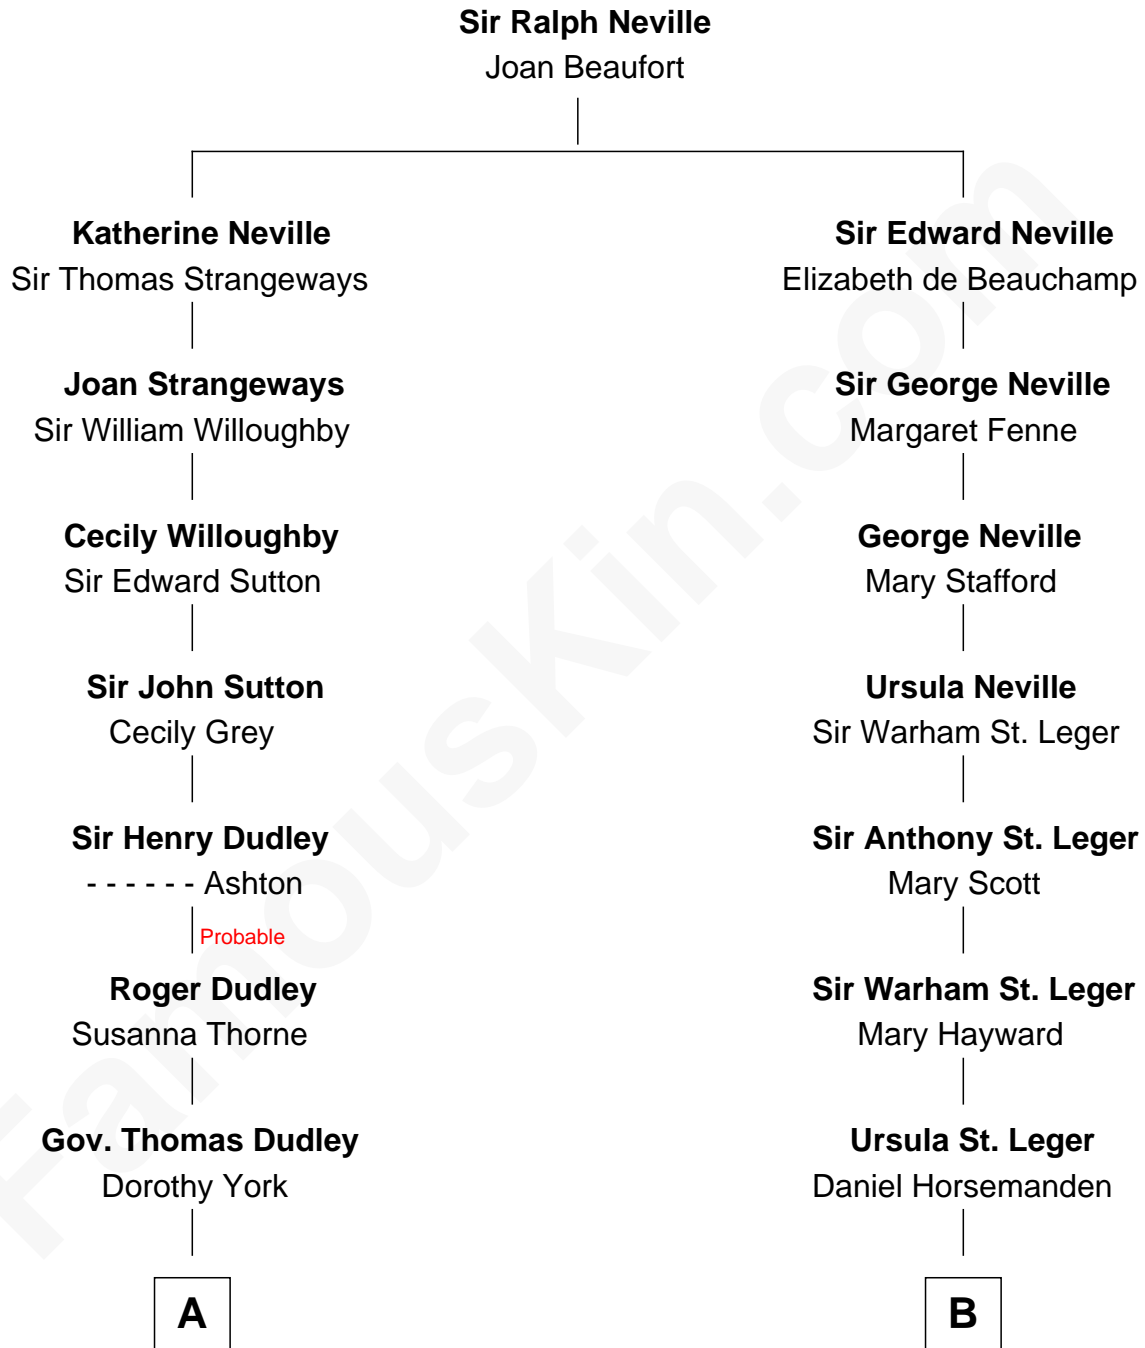 Sir Ralph Neville
Joan Beaufort
Katherine Neville
Sir Thomas Strangeways
Sir Edward Neville
Elizabeth de Beauchamp
Joan Strangeways
Sir William Willoughby
Sir George Neville
Margaret Fenne
Cecily Willoughby
Sir Edward Sutton
George Neville
Mary Stafford
Sir John Sutton
Cecily Grey
Ursula Neville
Sir Warham St. Leger
Sir Henry Dudley
- - - - - - Ashton
Sir Anthony St. Leger
Mary Scott
Probable
Roger Dudley
Susanna Thorne
Sir Warham St. Leger
Mary Hayward
Gov. Thomas Dudley
Dorothy York
Ursula St. Leger
Daniel Horsemanden
A
B
FamousKin.com